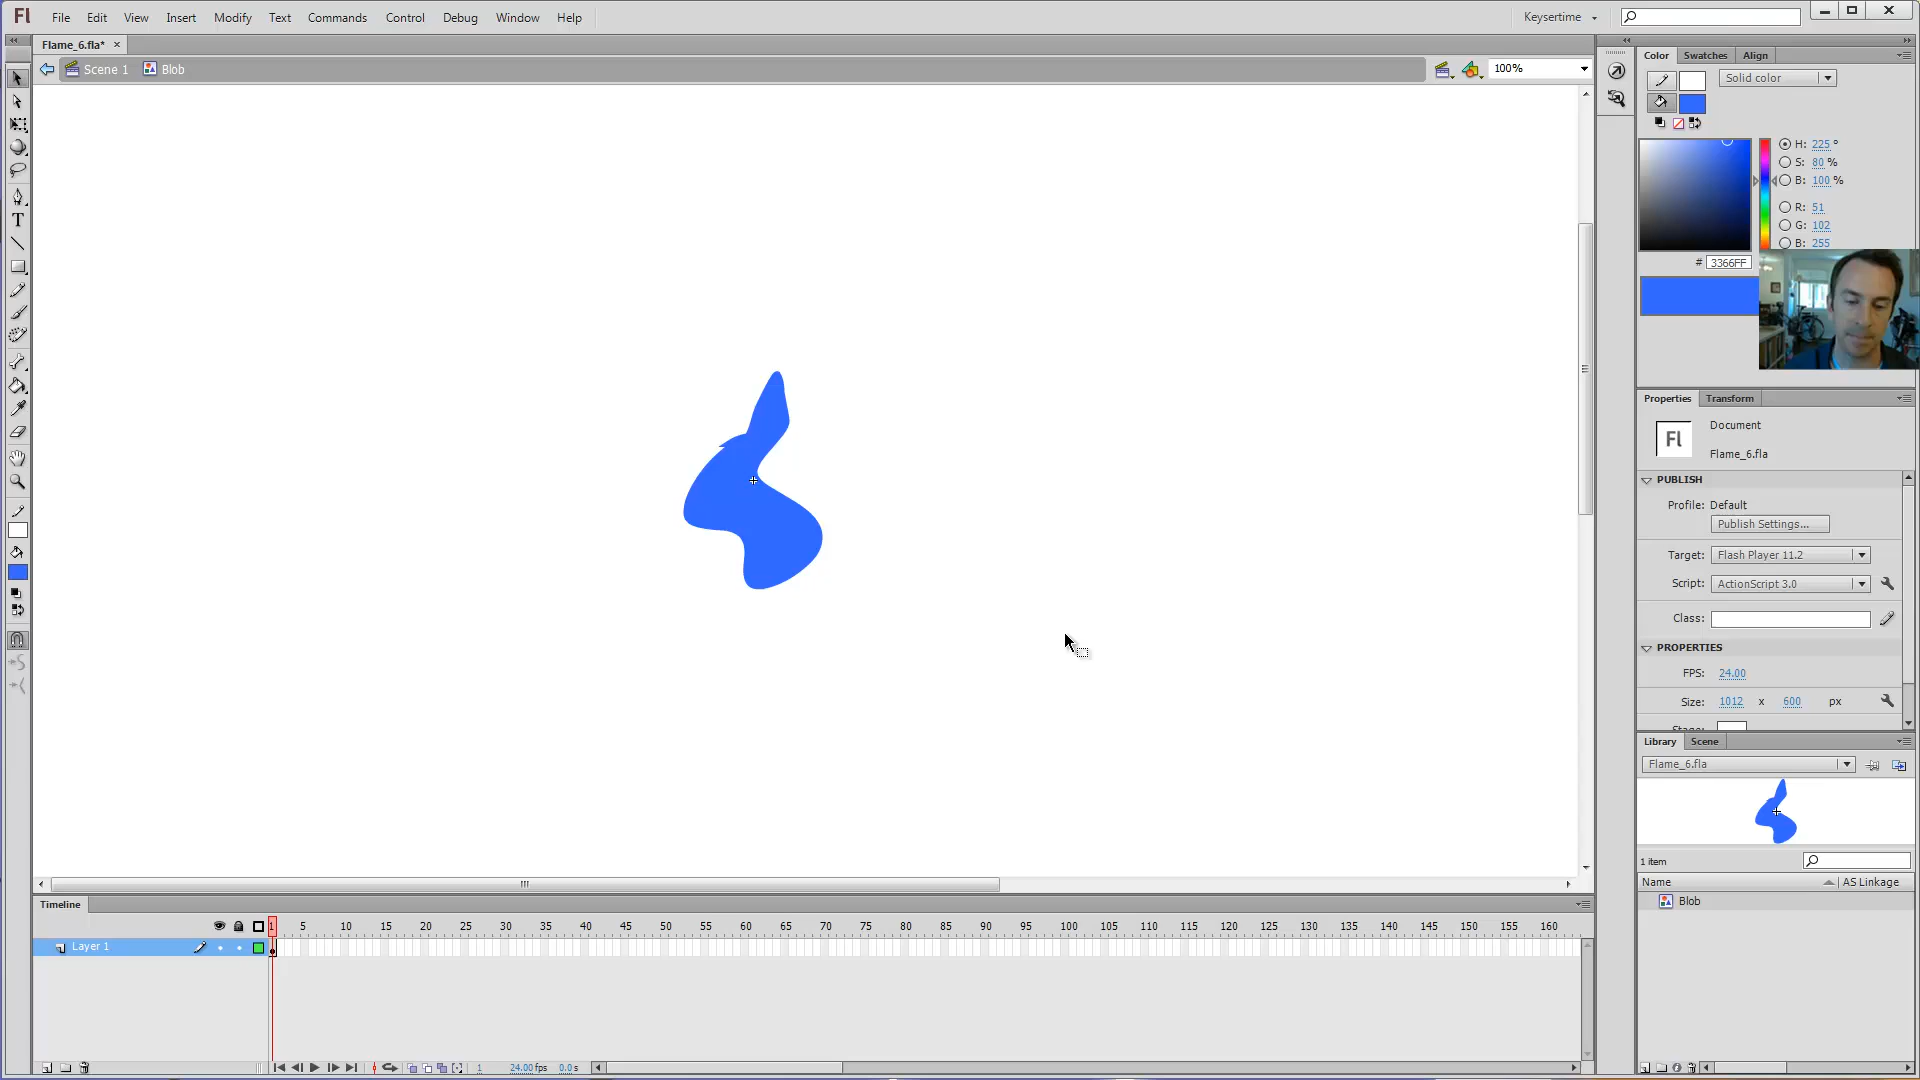 Fl File Edit View Insert Modify Text Commands Control Debug Window Help Keysertime
Flame_6.fla* ×
Scene 1 Blob 100%
Color Swatches Align
Solid color
H: 225 °
S: 80 %
B: 100 %
R: 51
G: 102
B: 255
# 3366FF
T
Properties Transform
Fl
Document
Flame_6.fla
PUBLISH
Profile: Default
Publish Settings...
Target: Flash Player 11.2
Script: ActionScript 3.0
Class:
PROPERTIES
FPS: 24.00
Size: 1012 x 600 px
Library Scene
Flame_6.fla
1 item
Name AS Linkage
Blob
Timeline
1 5 10 15 20 25 30 35 40 45 50 55 60 65 70 75 80 85 90 95 100 105 110 115 120 125 130 135 140 145 150 155 160
Layer 1
1 24.00 fps 0.0 s